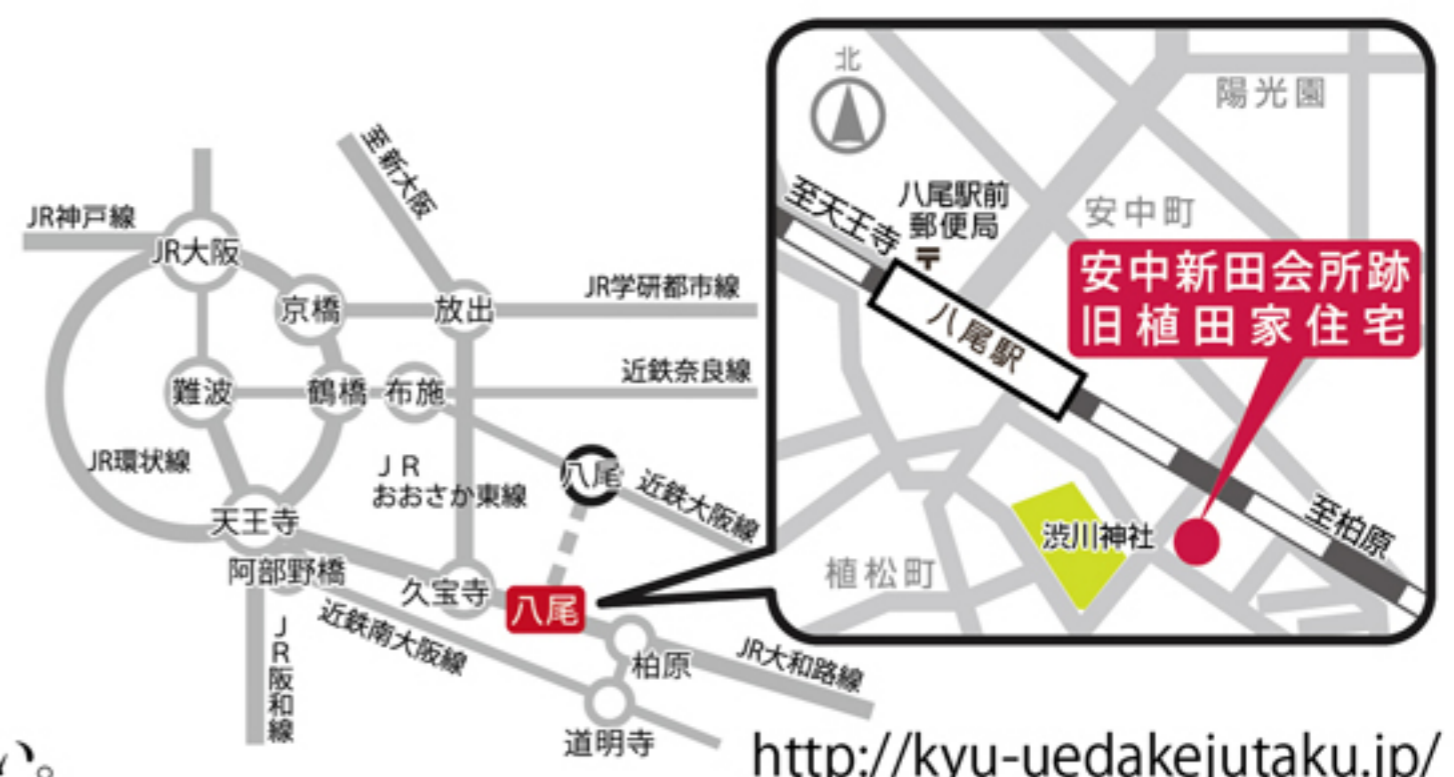 至新大阪
JR神戸線
JR大阪
京橋
放出
JR学研都市線
難波
鶴橋
布施
近鉄奈良線
JR環状線
JR
おおさか東線
八尾
近鉄大阪線
天王寺
阿部野橋
久宝寺
八尾
JR阪和線
近鉄南大阪線
柏原
JR大和路線
道明寺
北
陽光園
至天王寺
八尾駅前
郵便局
〒
安中町
安中新田会所跡
旧植田家住宅
八尾駅
渋川神社
至柏原
植松町
い。
http://kyu-uedakejutaku.jp/